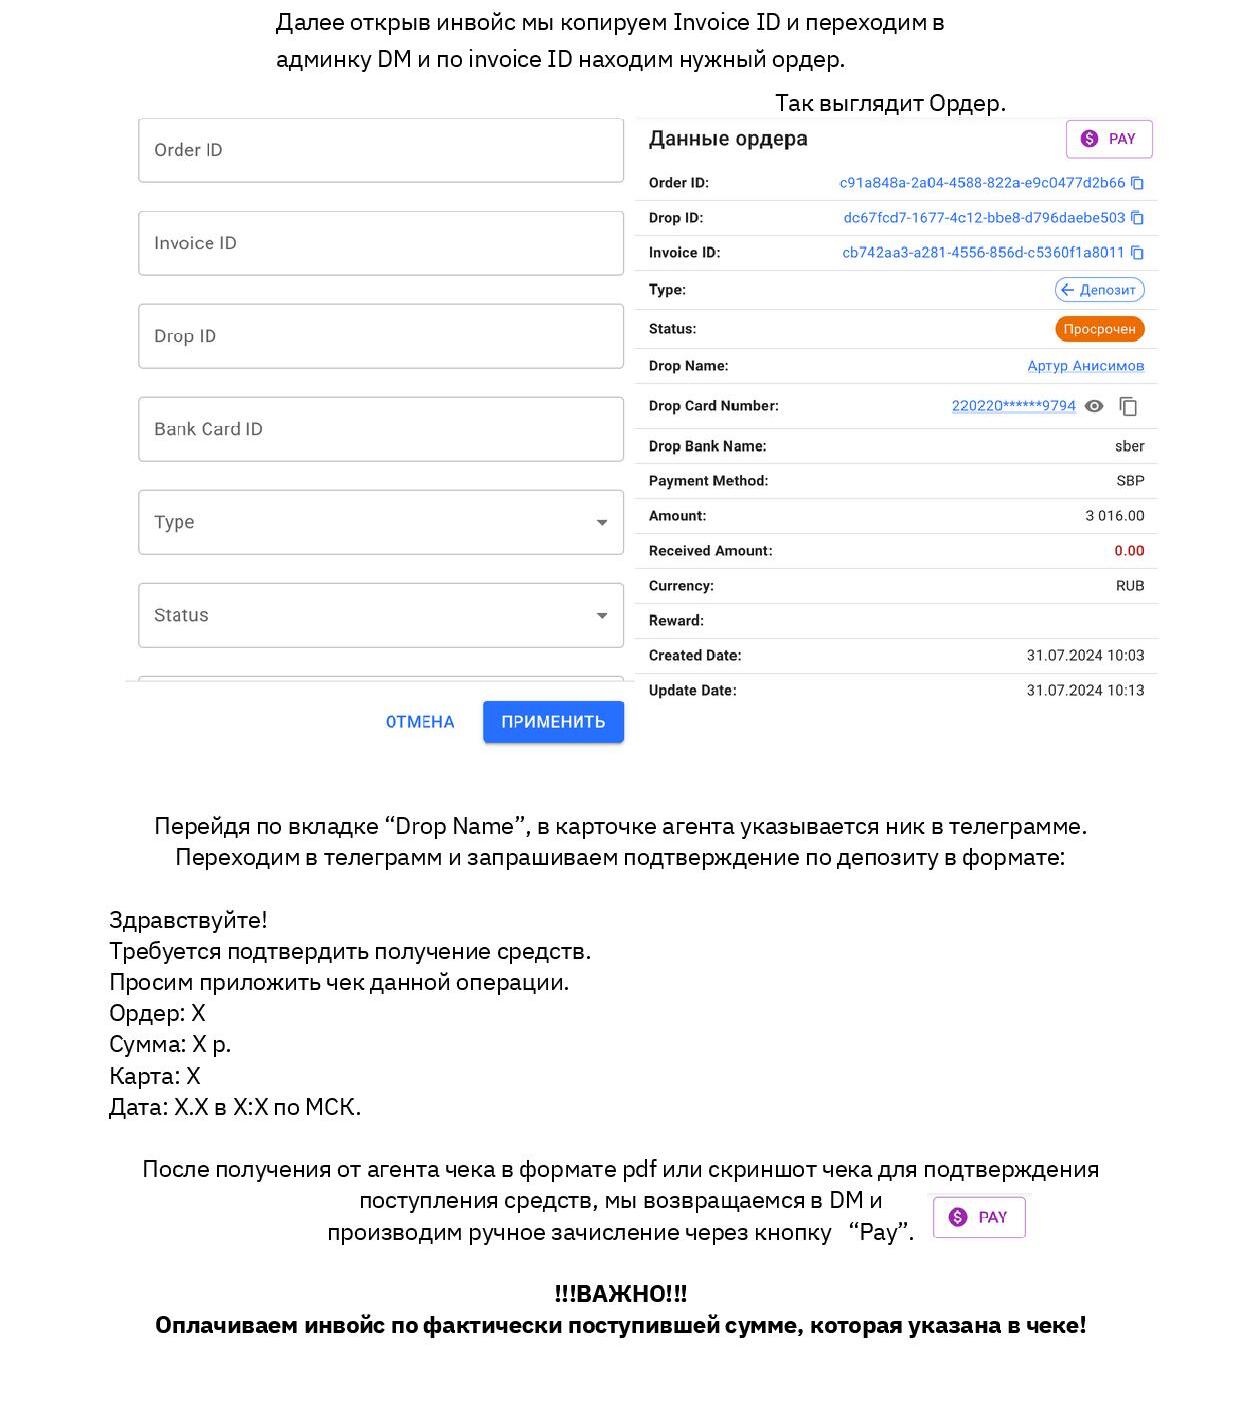 Далее открыв инвойс мы копируем Invoice ID и переходим в
админку DM и по invoice ID находим нужный ордер.
Так выглядит Ордер.
Order ID
Invoice ID
Drop ID
Bank Card ID
Type
Status
ОТМЕНА
ПРИМЕНИТЬ
Данные ордера
PAY
Order ID: c91a848a-2a04-4588-822a-e9c0477d2b66
Drop ID: dc67fcd7-1677-4c12-bbe8-d796daebe503
Invoice ID: cb742aa3-a281-4556-856d-c5360f1a8011
Type: Депозит
Status: Просрочен
Drop Name: Артур Анисимов
Drop Card Number: 220220******9794
Drop Bank Name: sber
Payment Method: SBP
Amount: 3 016.00
Received Amount: 0.00
Currency: RUB
Reward:
Created Date: 31.07.2024 10:03
Update Date: 31.07.2024 10:13
Перейдя по вкладке “Drop Name”, в карточке агента указывается ник в телеграмме.
Переходим в телеграмм и запрашиваем подтверждение по депозиту в формате:
Здравствуйте!
Требуется подтвердить получение средств.
Просим приложить чек данной операции.
Ордер: X
Сумма: X р.
Карта: X
Дата: X.X в X:X по МСК.
После получения от агента чека в формате pdf или скриншот чека для подтверждения
поступления средств, мы возвращаемся в DM и
производим ручное зачисление через кнопку “Pay”.
PAY
!!!ВАЖНО!!!
Оплачиваем инвойс по фактически поступившей сумме, которая указана в чеке!